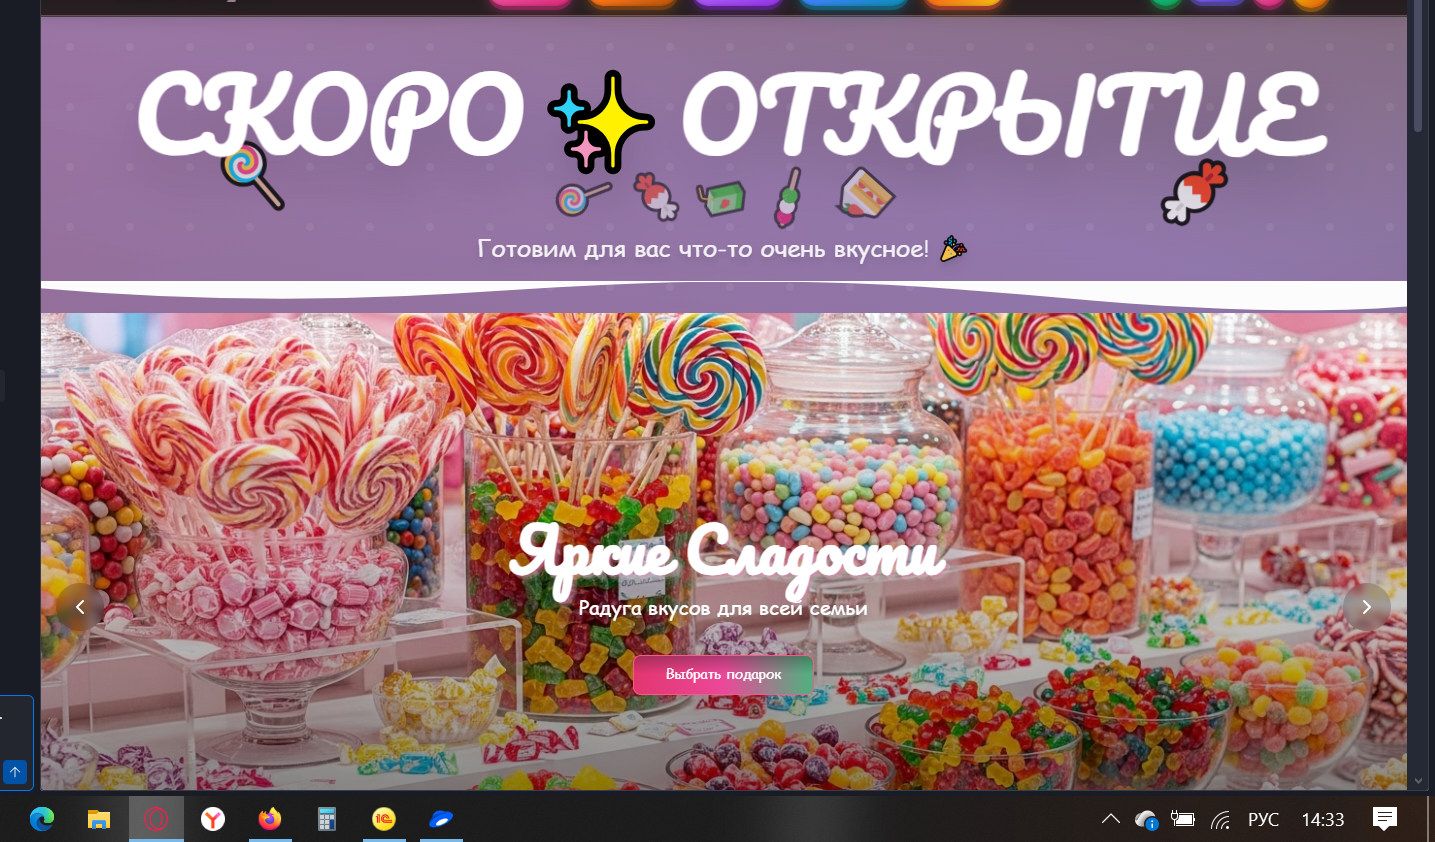 СКОРО ✨ ОТКРЫТИЕ
Готовим для вас что-то очень вкусное! 🎉
Яркие Сладости
Радуга вкусов для всей семьи
Выбрать подарок
РУС 14:33